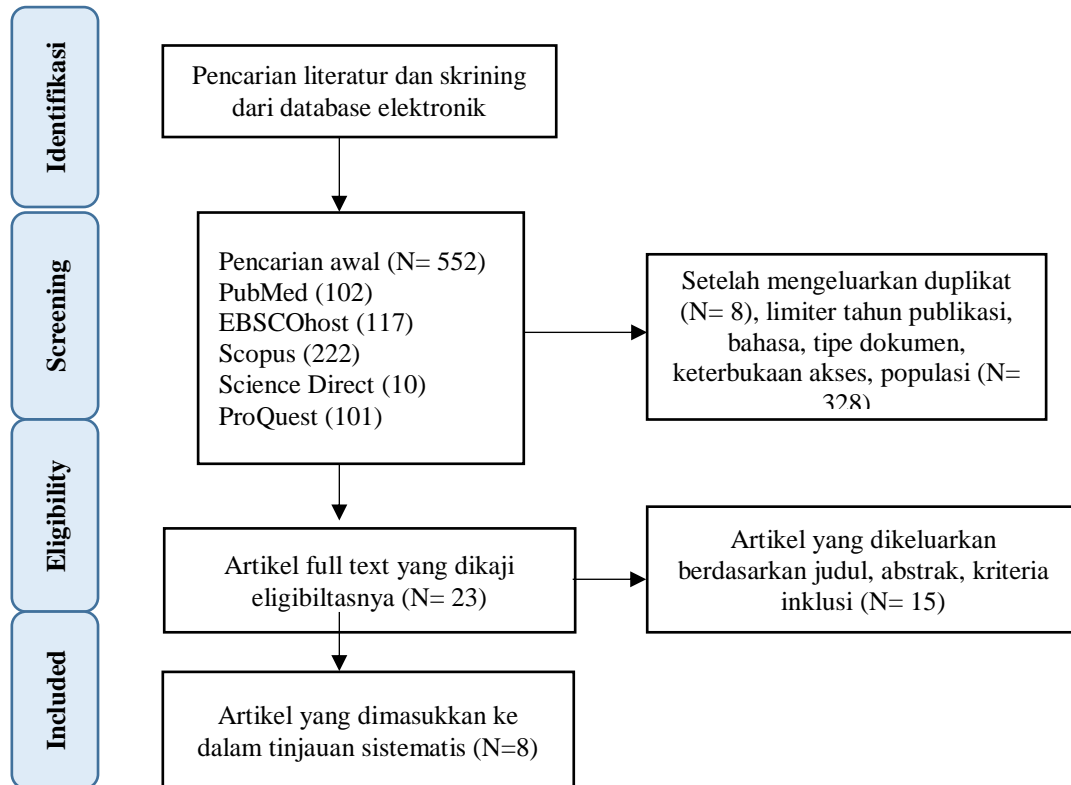 Identifikasi
Pencarian literatur dan skrining
dari database elektronik
Screening
Pencarian awal (N= 552)
PubMed (102)
EBSCOhost (117)
Scopus (222)
Science Direct (10)
ProQuest (101)
Setelah mengeluarkan duplikat
(N= 8), limiter tahun publikasi,
bahasa, tipe dokumen,
keterbukaan akses, populasi (N=
328)
Eligibility
Artikel full text yang dikaji
eligibiltasnya (N= 23)
Artikel yang dikeluarkan
berdasarkan judul, abstrak, kriteria
inklusi (N= 15)
Included
Artikel yang dimasukkan ke
dalam tinjauan sistematis (N=8)